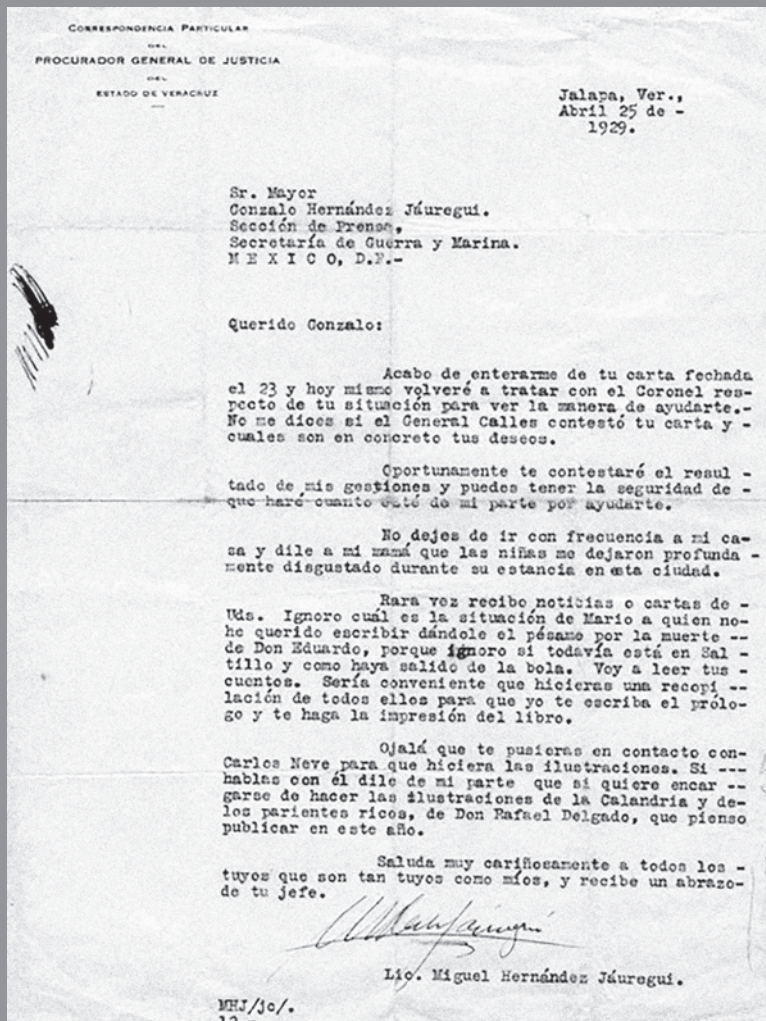 CORRESPONDENCIA PARTICULAR
DEL
PROCURADOR GENERAL DE JUSTICIA
DEL
ESTADO DE VERACRUZ
Jalapa, Ver.,
Abril 25 de -
1929.
Sr. Mayor
Gonzalo Hernández Jáuregui.
Sección de Prensa,
Secretaría de Guerra y Marina.
M E X I C O, D.F.-
Querido Gonzalo:
Acabo de enterarme de tu carta fechada
el 23 y hoy mismo volveré a tratar con el Coronel res-
pecto de tu situación para ver la manera de ayudarte.-
No me dices si el General Calles contestó tu carta y -
cuales son en concreto tus deseos.
Oportunamente te contestaré el resul -
tado de mis gestiones y puedes tener la seguridad de -
que haré cuanto esté de mi parte por ayudarte.
No dejes de ir con frecuencia a mi ca-
sa y dile a mi mamá que las niñas me dejaron profunda -
mente disgustado durante su estancia en esta ciudad.
Rara vez recibo noticias o cartas de -
Uds. Ignoro cuál es la situación de Mario a quien no-
he querido escribir dándole el pésame por la muerte --
de Don Eduardo, porque ignoro si todavía está en Sal -
tillo y como haya salido de la bola. Voy a leer tus -
cuentos. Sería conveniente que hicieras una recopi --
lación de todos ellos para que yo te escriba el prólo-
go y te haga la impresión del libro.
Ojalá que te pusieras en contacto con-
Carlos Neve para que hiciera las ilustraciones. Si ---
hablas con él dile de mi parte que si quiere encar --
garse de hacer las ilustraciones de la Calandria y de-
los parientes ricos, de Don Rafael Delgado, que pienso
publicar en este año.
Saluda muy cariñosamente a todos los -
tuyos que son tan tuyos como míos, y recibe un abrazo-
de tu jefe.
Lic. Miguel Hernández Jáuregui.
MHJ/jc/.